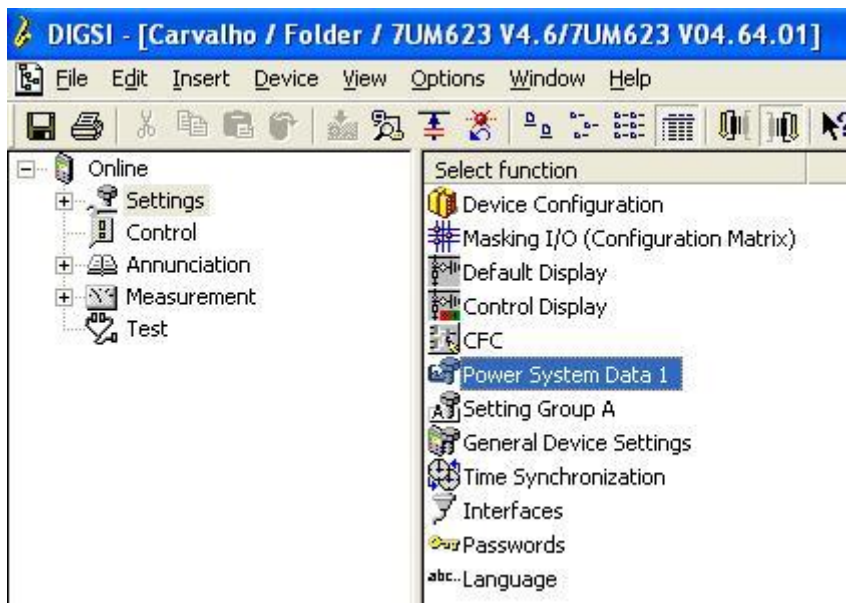 DIGSI - [Carvalho / Folder / 7UM623 V4.6/7UM623 V04.64.01]
File Edit Insert Device View Options Window Help
Online
Settings
Control
Annunciation
Measurement
Test
Select function
Device Configuration
Masking I/O (Configuration Matrix)
Default Display
Control Display
CFC
Power System Data 1
Setting Group A
General Device Settings
Time Synchronization
Interfaces
Passwords
abc..Language